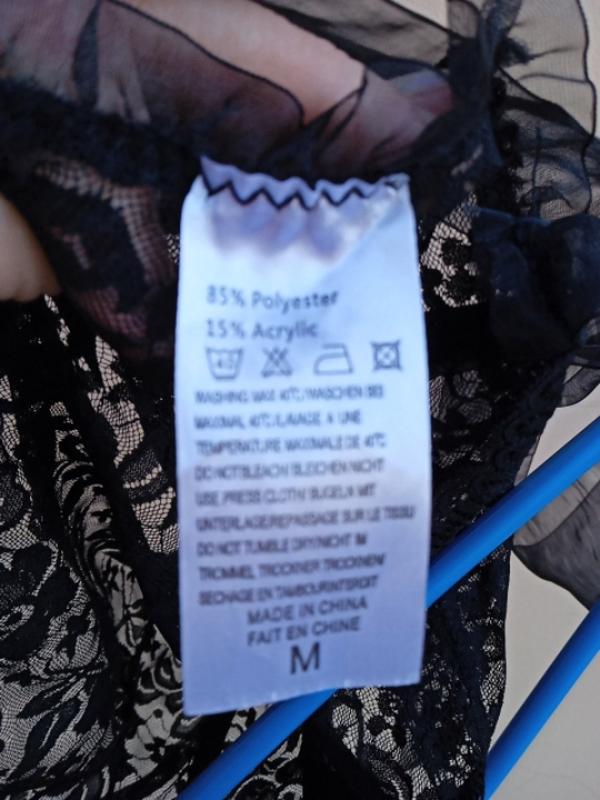 85% Polyester
15% Acrylic
40
WASHING MAX 40°C/WASCHEN BEI
MAXIMAL 40°C/LAVAGE A UNE
TEMPERATURE MAXIMALE DE 40°C
DO NOT BLEACH/BLEICHEN NICHT
USE PRESS CLOTH/BUGELN MIT
UNTERLAGE/REPASSAGE SUR LE TISSU
DO NOT TUMBLE DRY/NICHT IM
TROMMEL TROCKNER TROCKNEN/
SECHAGE EN TAMBOUR INTERDIT
MADE IN CHINA
FAIT EN CHINE
M